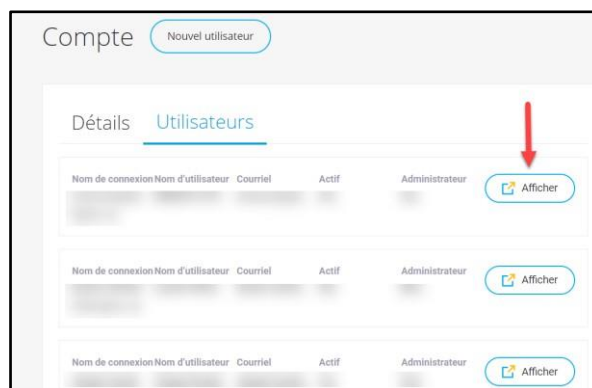 Compte Nouvel utilisateur
Détails Utilisateurs
Nom de connexion Nom d'utilisateur Courriel Actif Administrateur Afficher
Nom de connexion Nom d'utilisateur Courriel Actif Administrateur Afficher
Nom de connexion Nom d'utilisateur Courriel Actif Administrateur Afficher